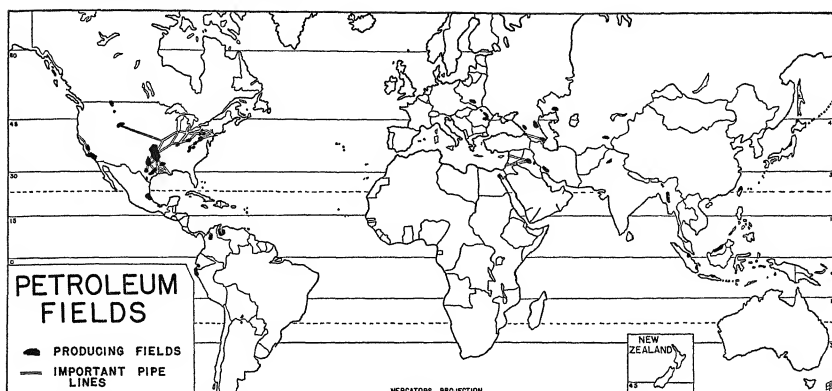 60
45
30
15
0
PETROLEUM
FIELDS
PRODUCING FIELDS
IMPORTANT PIPE
LINES
NEW
ZEALAND
45
MERCATORS PROJECTION